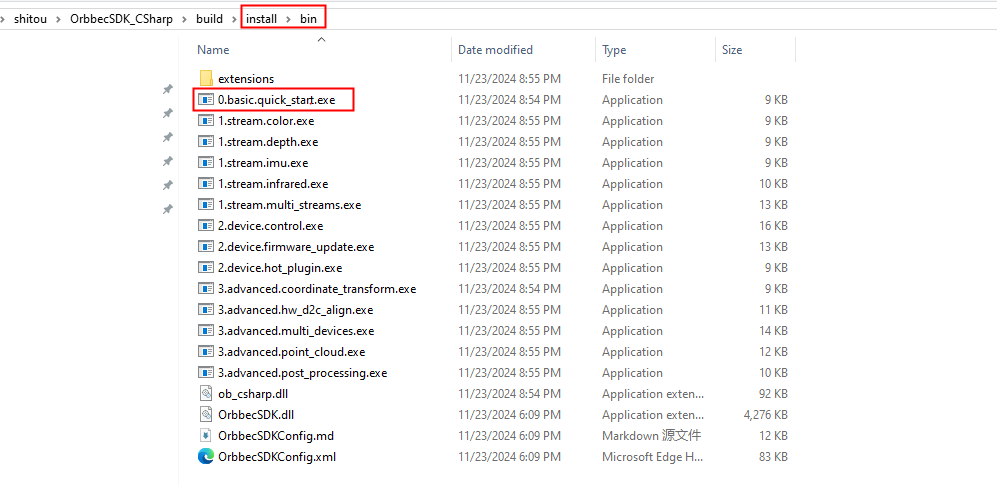 shitou > OrbbecSDK_CSharp > build > install > bin
Name Date modified Type Size
extensions 11/23/2024 8:55 PM File folder
0.basic.quick_start.exe 11/23/2024 8:54 PM Application 9 KB
1.stream.color.exe 11/23/2024 8:55 PM Application 9 KB
1.stream.depth.exe 11/23/2024 8:55 PM Application 9 KB
1.stream.imu.exe 11/23/2024 8:55 PM Application 9 KB
1.stream.infrared.exe 11/23/2024 8:55 PM Application 10 KB
1.stream.multi_streams.exe 11/23/2024 8:55 PM Application 13 KB
2.device.control.exe 11/23/2024 8:54 PM Application 16 KB
2.device.firmware_update.exe 11/23/2024 8:55 PM Application 13 KB
2.device.hot_plugin.exe 11/23/2024 8:55 PM Application 9 KB
3.advanced.coordinate_transform.exe 11/23/2024 8:54 PM Application 9 KB
3.advanced.hw_d2c_align.exe 11/23/2024 8:55 PM Application 11 KB
3.advanced.multi_devices.exe 11/23/2024 8:55 PM Application 14 KB
3.advanced.point_cloud.exe 11/23/2024 8:55 PM Application 12 KB
3.advanced.post_processing.exe 11/23/2024 8:55 PM Application 10 KB
ob_csharp.dll 11/23/2024 8:54 PM Application exten... 92 KB
OrbbecSDK.dll 11/23/2024 6:09 PM Application exten... 4,276 KB
OrbbecSDKConfig.md 11/23/2024 6:09 PM Markdown 源文件 12 KB
OrbbecSDKConfig.xml 11/23/2024 6:09 PM Microsoft Edge H... 83 KB